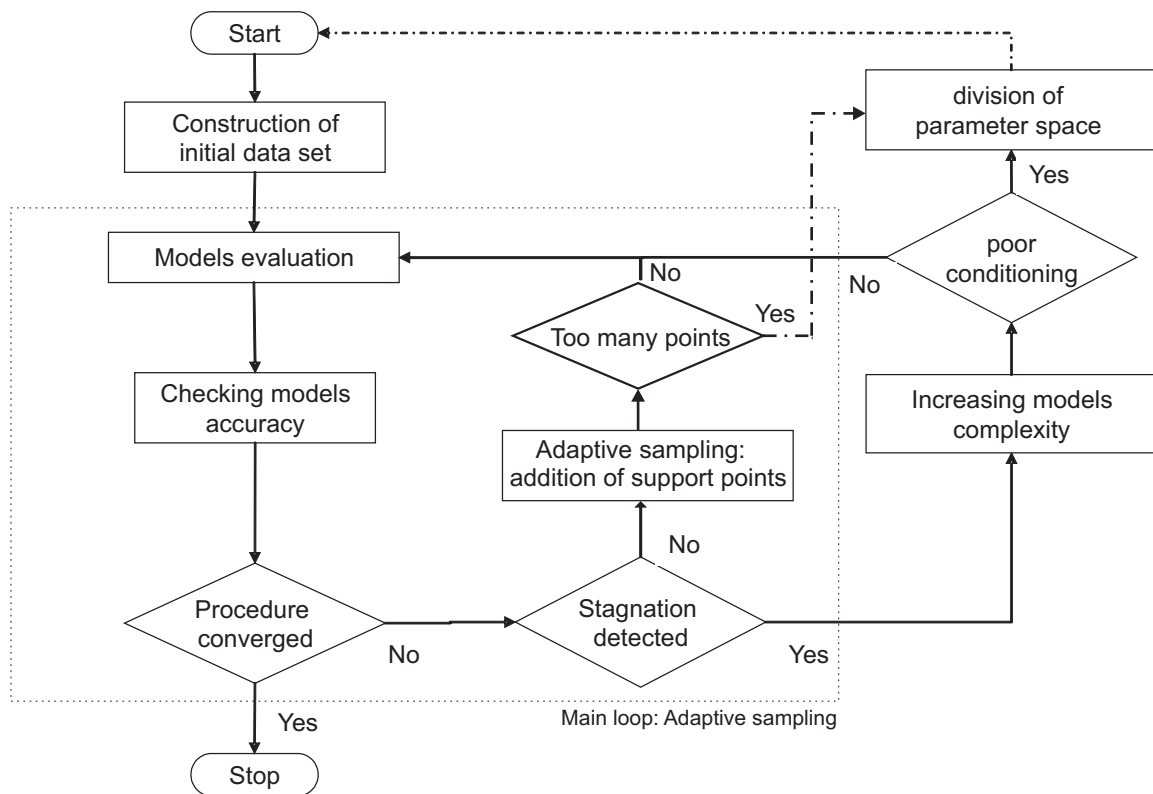 Start
Construction of
initial data set
Models evaluation
Checking models
accuracy
Procedure
converged
No
Yes
Stop
Stagnation
detected
No
Yes
Adaptive sampling:
addition of support points
Too many points
No
Yes
Increasing models
complexity
poor
conditioning
No
Yes
division of
parameter space
Main loop: Adaptive sampling